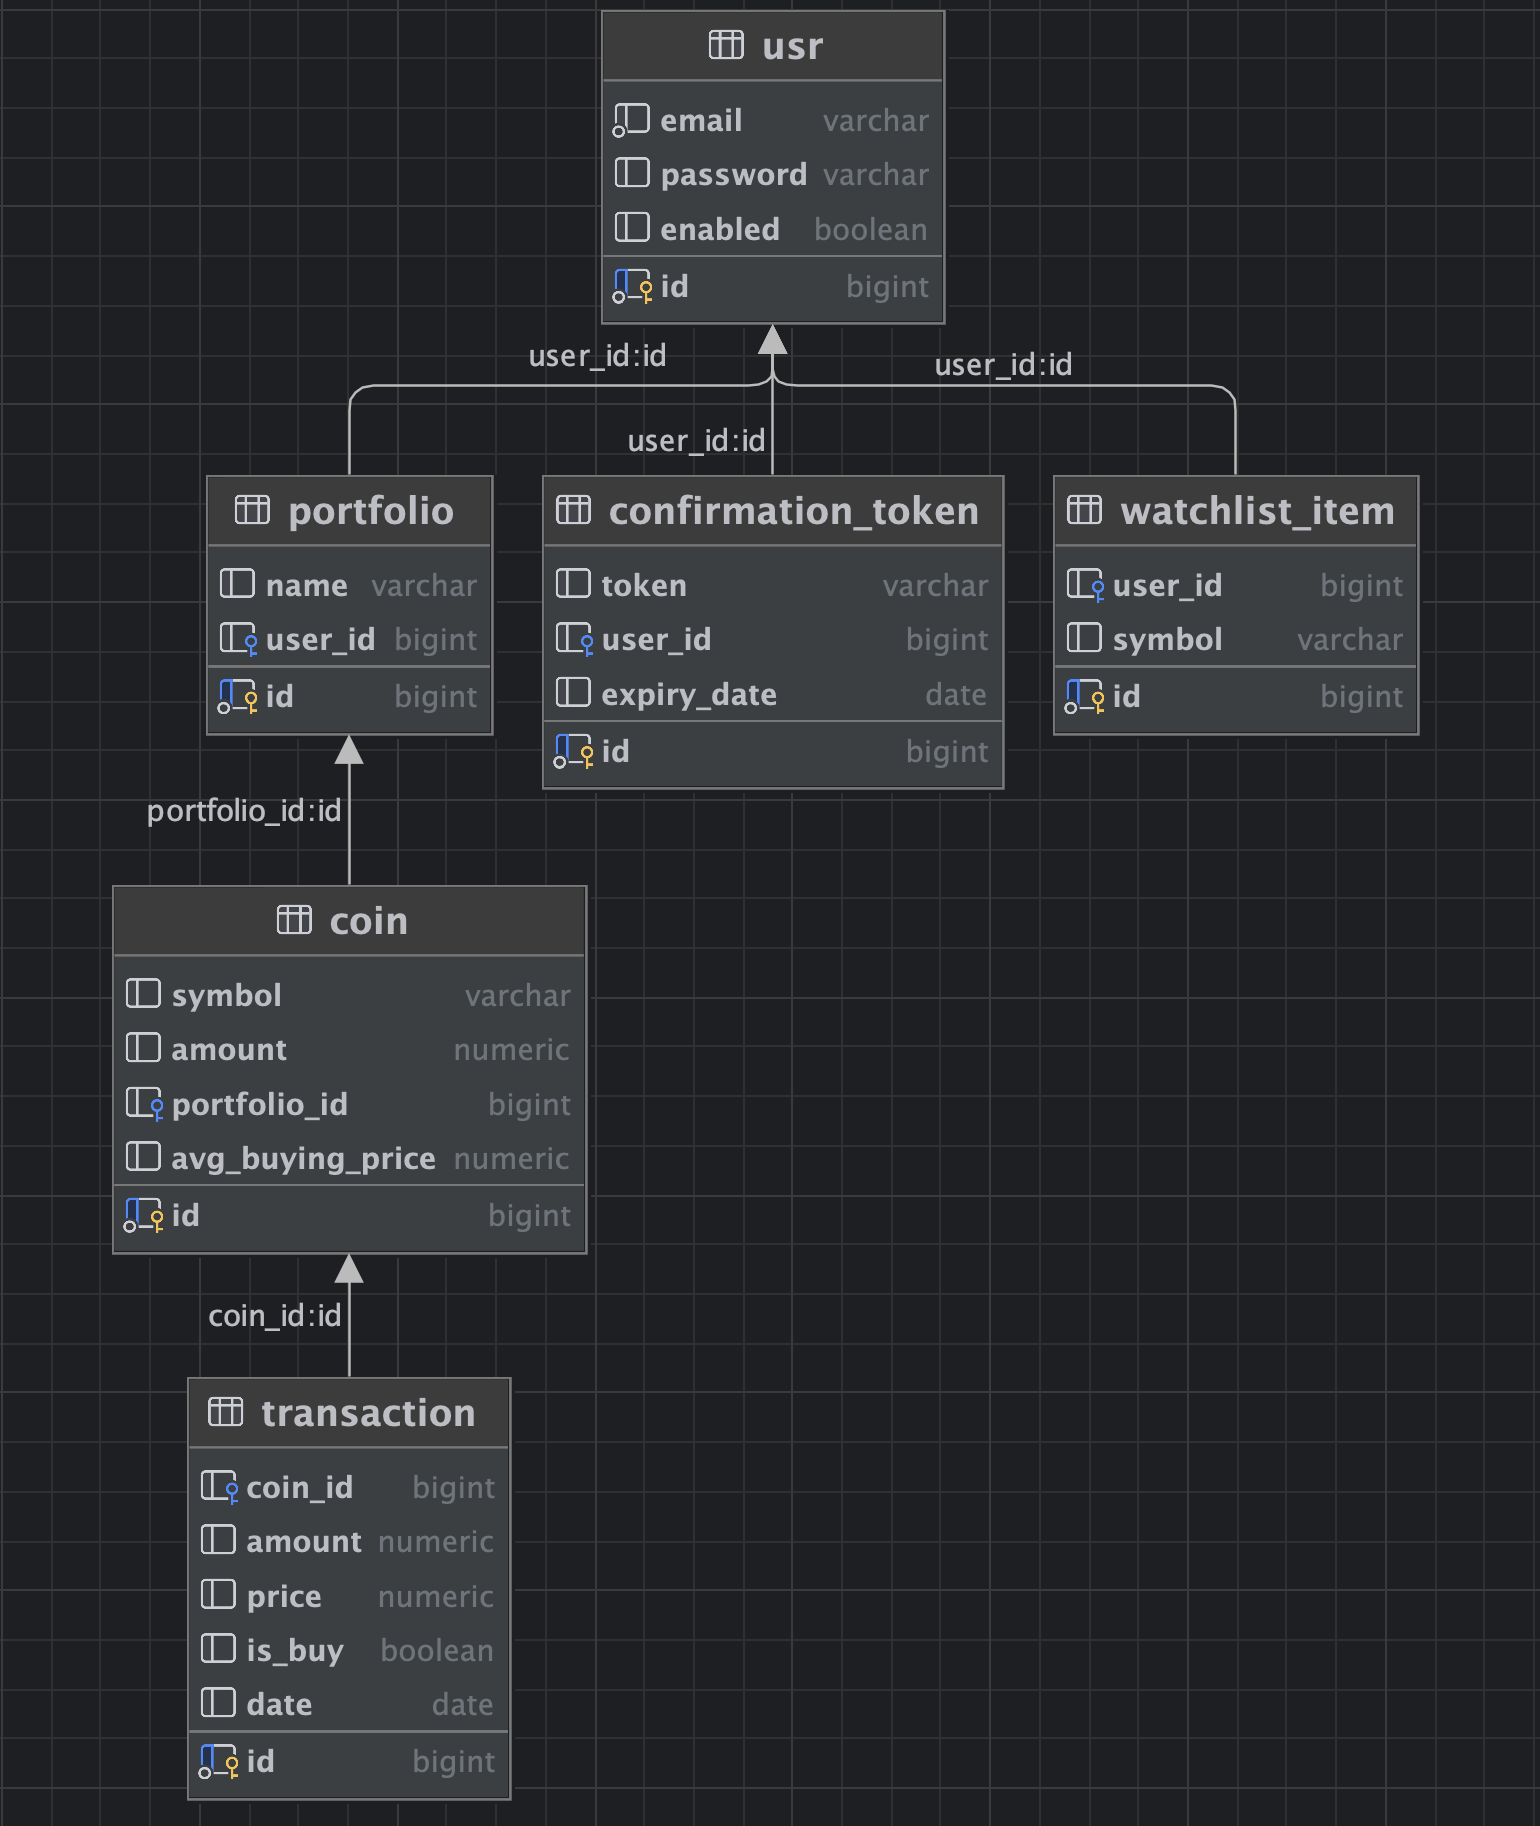 usr
email varchar
password varchar
enabled boolean
id bigint
user_id:id
user_id:id
user_id:id
portfolio
name varchar
user_id bigint
id bigint
confirmation_token
token varchar
user_id bigint
expiry_date date
id bigint
watchlist_item
user_id bigint
symbol varchar
id bigint
portfolio_id:id
coin
symbol varchar
amount numeric
portfolio_id bigint
avg_buying_price numeric
id bigint
coin_id:id
transaction
coin_id bigint
amount numeric
price numeric
is_buy boolean
date date
id bigint